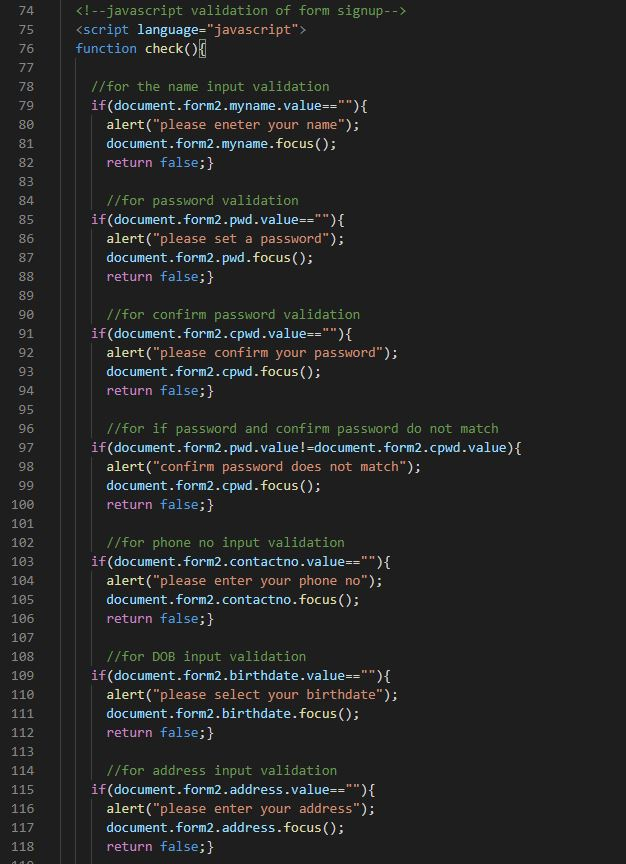 74 <!--javascript validation of form signup-->
75 <script language="javascript">
76 function check(){
77
78 //for the name input validation
79 if(document.form2.myname.value==""){
80 alert("please eneter your name");
81 document.form2.myname.focus();
82 return false;}
83
84 //for password validation
85 if(document.form2.pwd.value==""){
86 alert("please set a password");
87 document.form2.pwd.focus();
88 return false;}
89
90 //for confirm password validation
91 if(document.form2.cpwd.value==""){
92 alert("please confirm your password");
93 document.form2.cpwd.focus();
94 return false;}
95
96 //for if password and confirm password do not match
97 if(document.form2.pwd.value!=document.form2.cpwd.value){
98 alert("confirm password does not match");
99 document.form2.cpwd.focus();
100 return false;}
101
102 //for phone no input validation
103 if(document.form2.contactno.value==""){
104 alert("please enter your phone no");
105 document.form2.contactno.focus();
106 return false;}
107
108 //for DOB input validation
109 if(document.form2.birthdate.value==""){
110 alert("please select your birthdate");
111 document.form2.birthdate.focus();
112 return false;}
113
114 //for address input validation
115 if(document.form2.address.value==""){
116 alert("please enter your address");
117 document.form2.address.focus();
118 return false;}